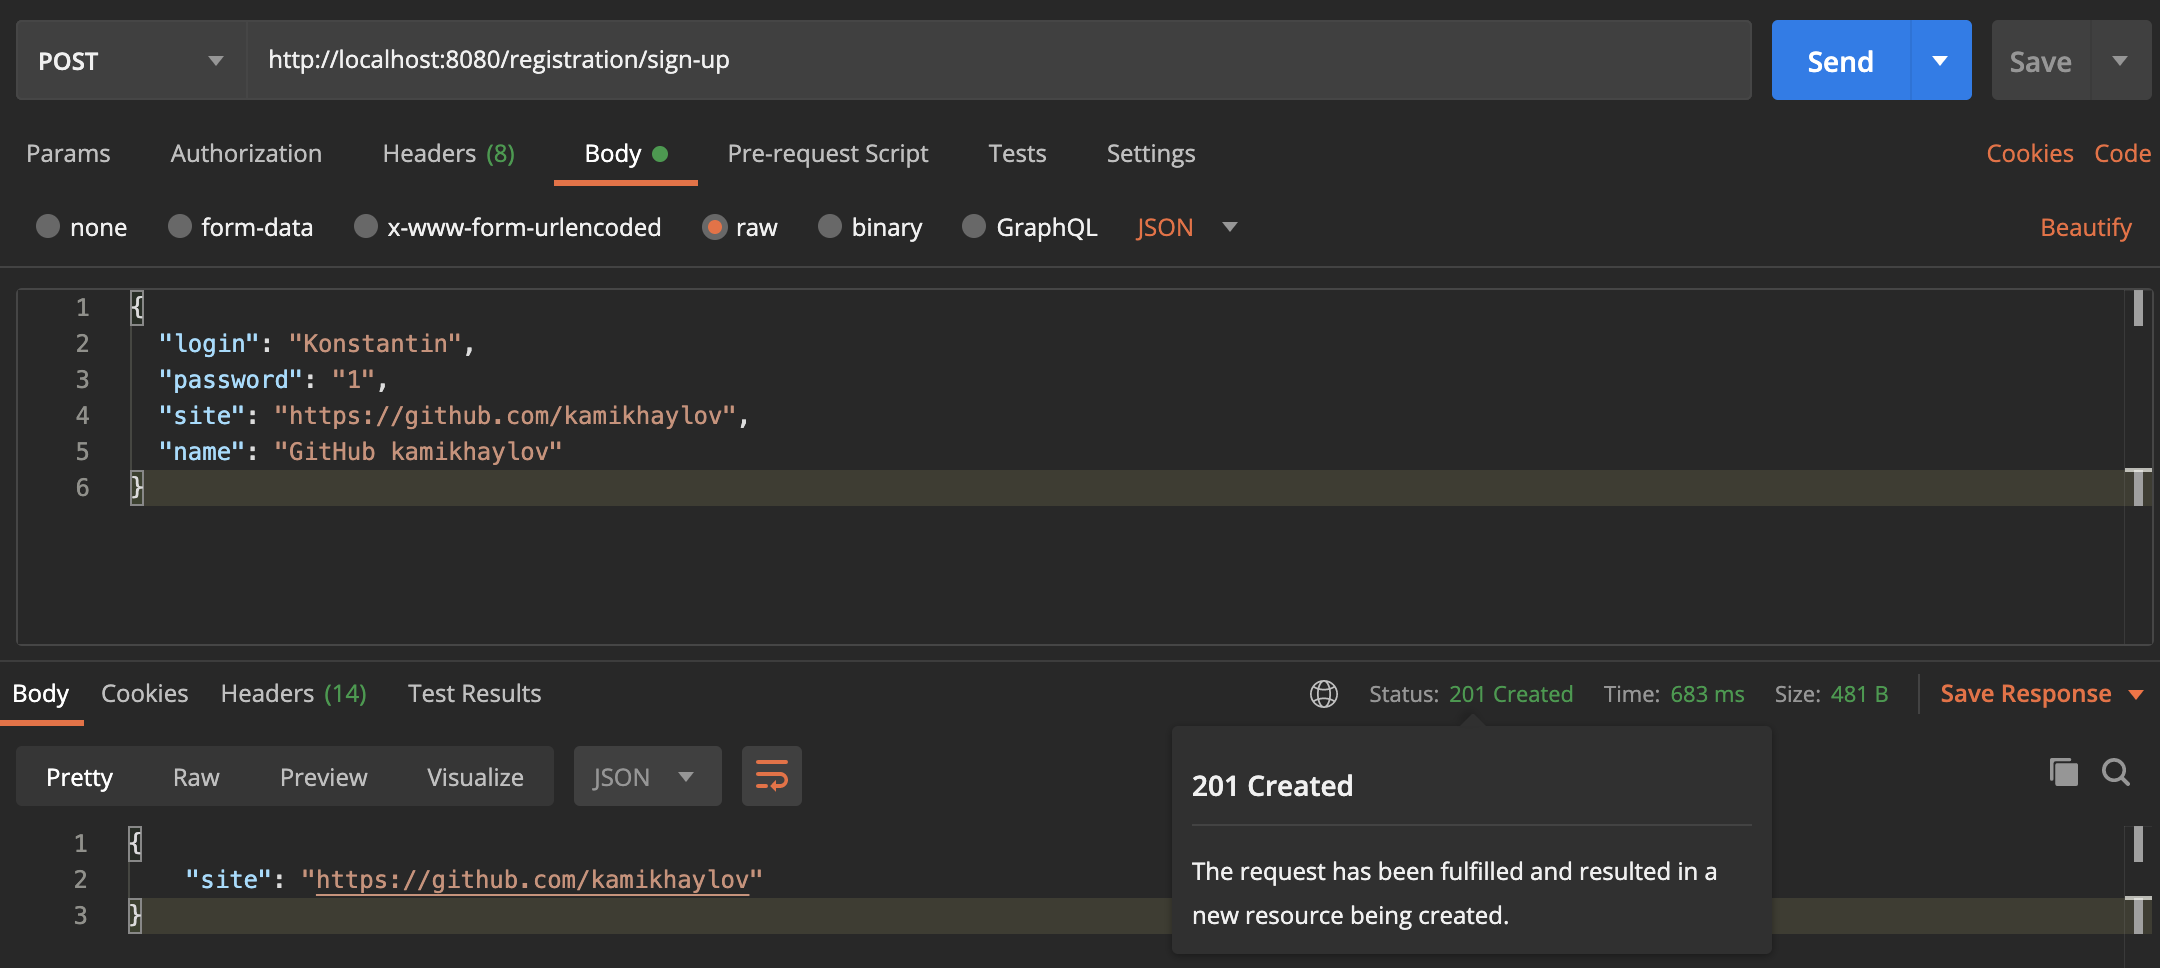 POST http://localhost:8080/registration/sign-up Send Save
Params Authorization Headers (8) Body Pre-request Script Tests Settings Cookies Code
none form-data x-www-form-urlencoded raw binary GraphQL JSON Beautify
1 {
2 "login": "Konstantin",
3 "password": "1",
4 "site": "https://github.com/kamikhaylov",
5 "name": "GitHub kamikhaylov"
6 }
Body Cookies Headers (14) Test Results Status: 201 Created Time: 683 ms Size: 481 B Save Response
Pretty Raw Preview Visualize JSON
1 {
2 "site": "https://github.com/kamikhaylov"
3 }
201 Created
The request has been fulfilled and resulted in a
new resource being created.